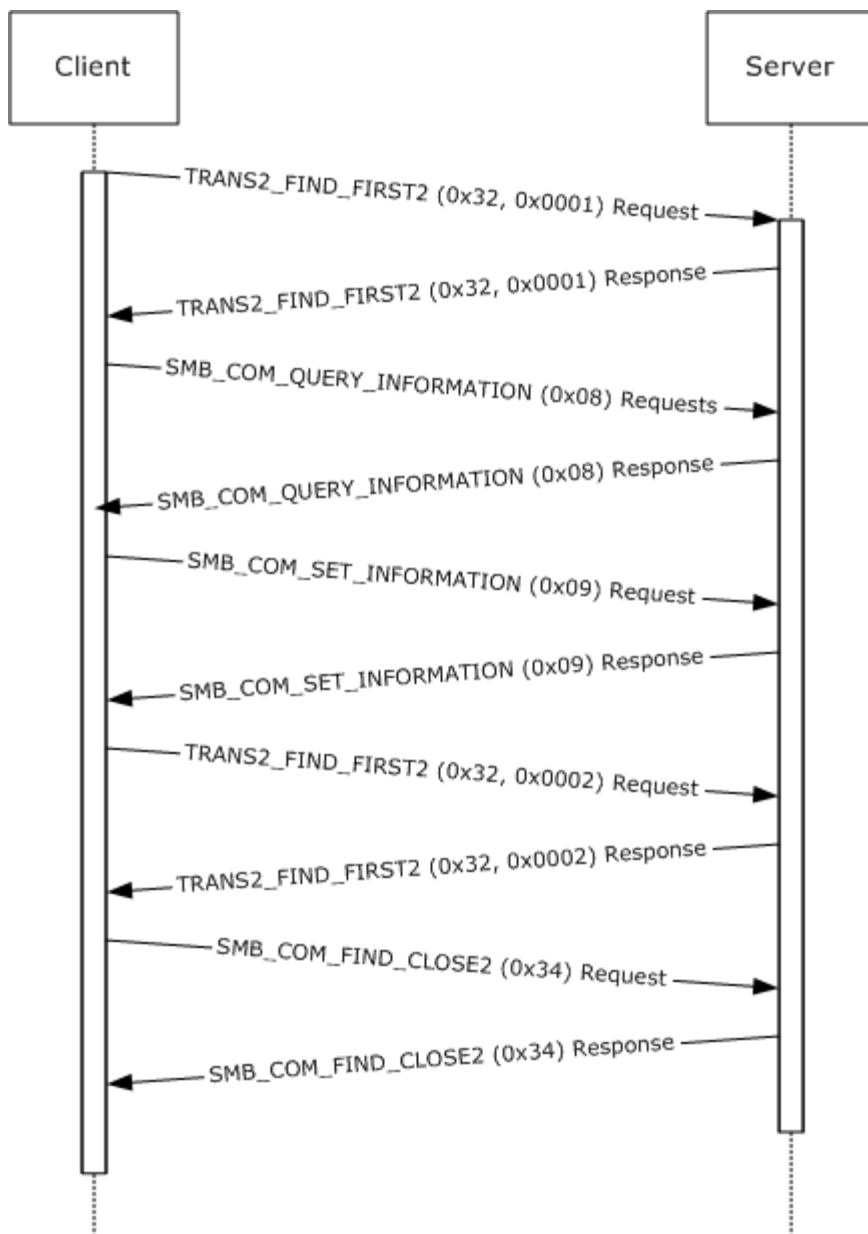 Client
Server
TRANS2_FIND_FIRST2 (0x32, 0x0001) Request
TRANS2_FIND_FIRST2 (0x32, 0x0001) Response
SMB_COM_QUERY_INFORMATION (0x08) Requests
SMB_COM_QUERY_INFORMATION (0x08) Response
SMB_COM_SET_INFORMATION (0x09) Request
SMB_COM_SET_INFORMATION (0x09) Response
TRANS2_FIND_FIRST2 (0x32, 0x0002) Request
TRANS2_FIND_FIRST2 (0x32, 0x0002) Response
SMB_COM_FIND_CLOSE2 (0x34) Request
SMB_COM_FIND_CLOSE2 (0x34) Response